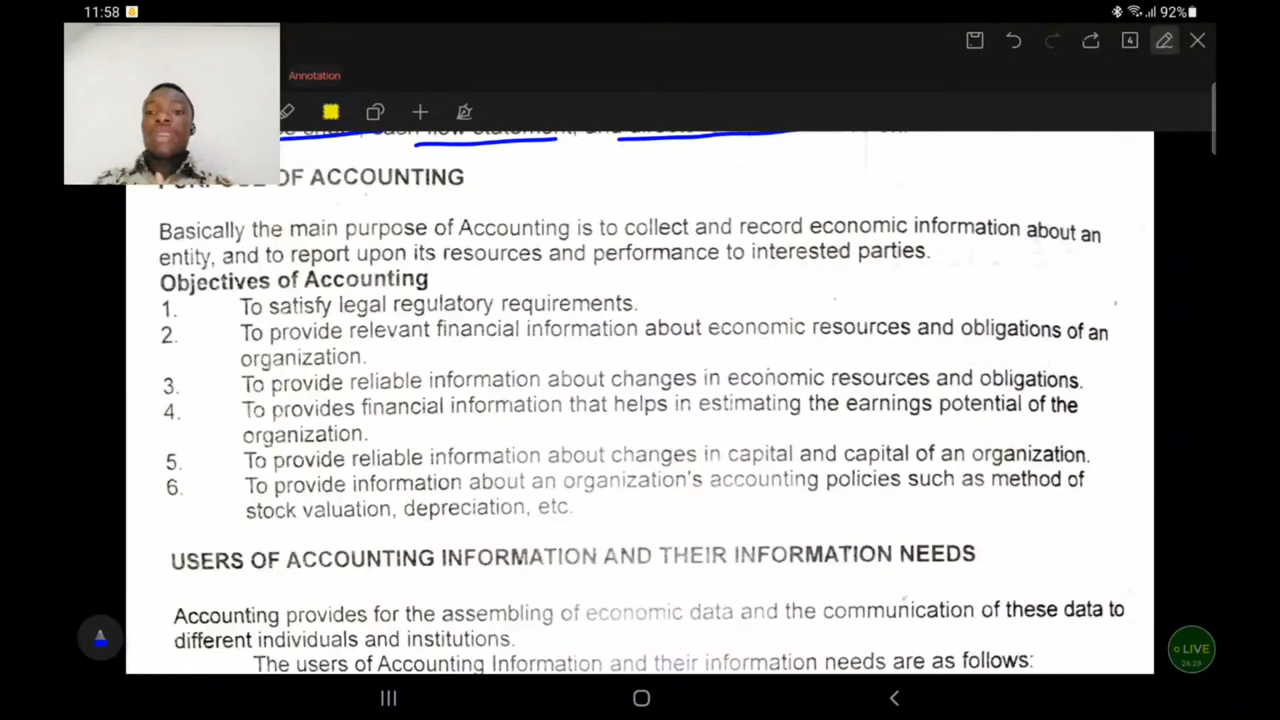 11:58
92%
4
Annotation
cash flow statement, and
OF ACCOUNTING
Basically the main purpose of Accounting is to collect and record economic information about an
entity, and to report upon its resources and performance to interested parties.
Objectives of Accounting
1. To satisfy legal regulatory requirements.
2. To provide relevant financial information about economic resources and obligations of an
organization.
3. To provide reliable information about changes in economic resources and obligations.
4. To provides financial information that helps in estimating the earnings potential of the
organization.
5. To provide reliable information about changes in capital and capital of an organization.
6. To provide information about an organization's accounting policies such as method of
stock valuation, depreciation, etc.
USERS OF ACCOUNTING INFORMATION AND THEIR INFORMATION NEEDS
Accounting provides for the assembling of economic data and the communication of these data to
different individuals and institutions.
The users of Accounting Information and their information needs are as follows:
LIVE
26:23